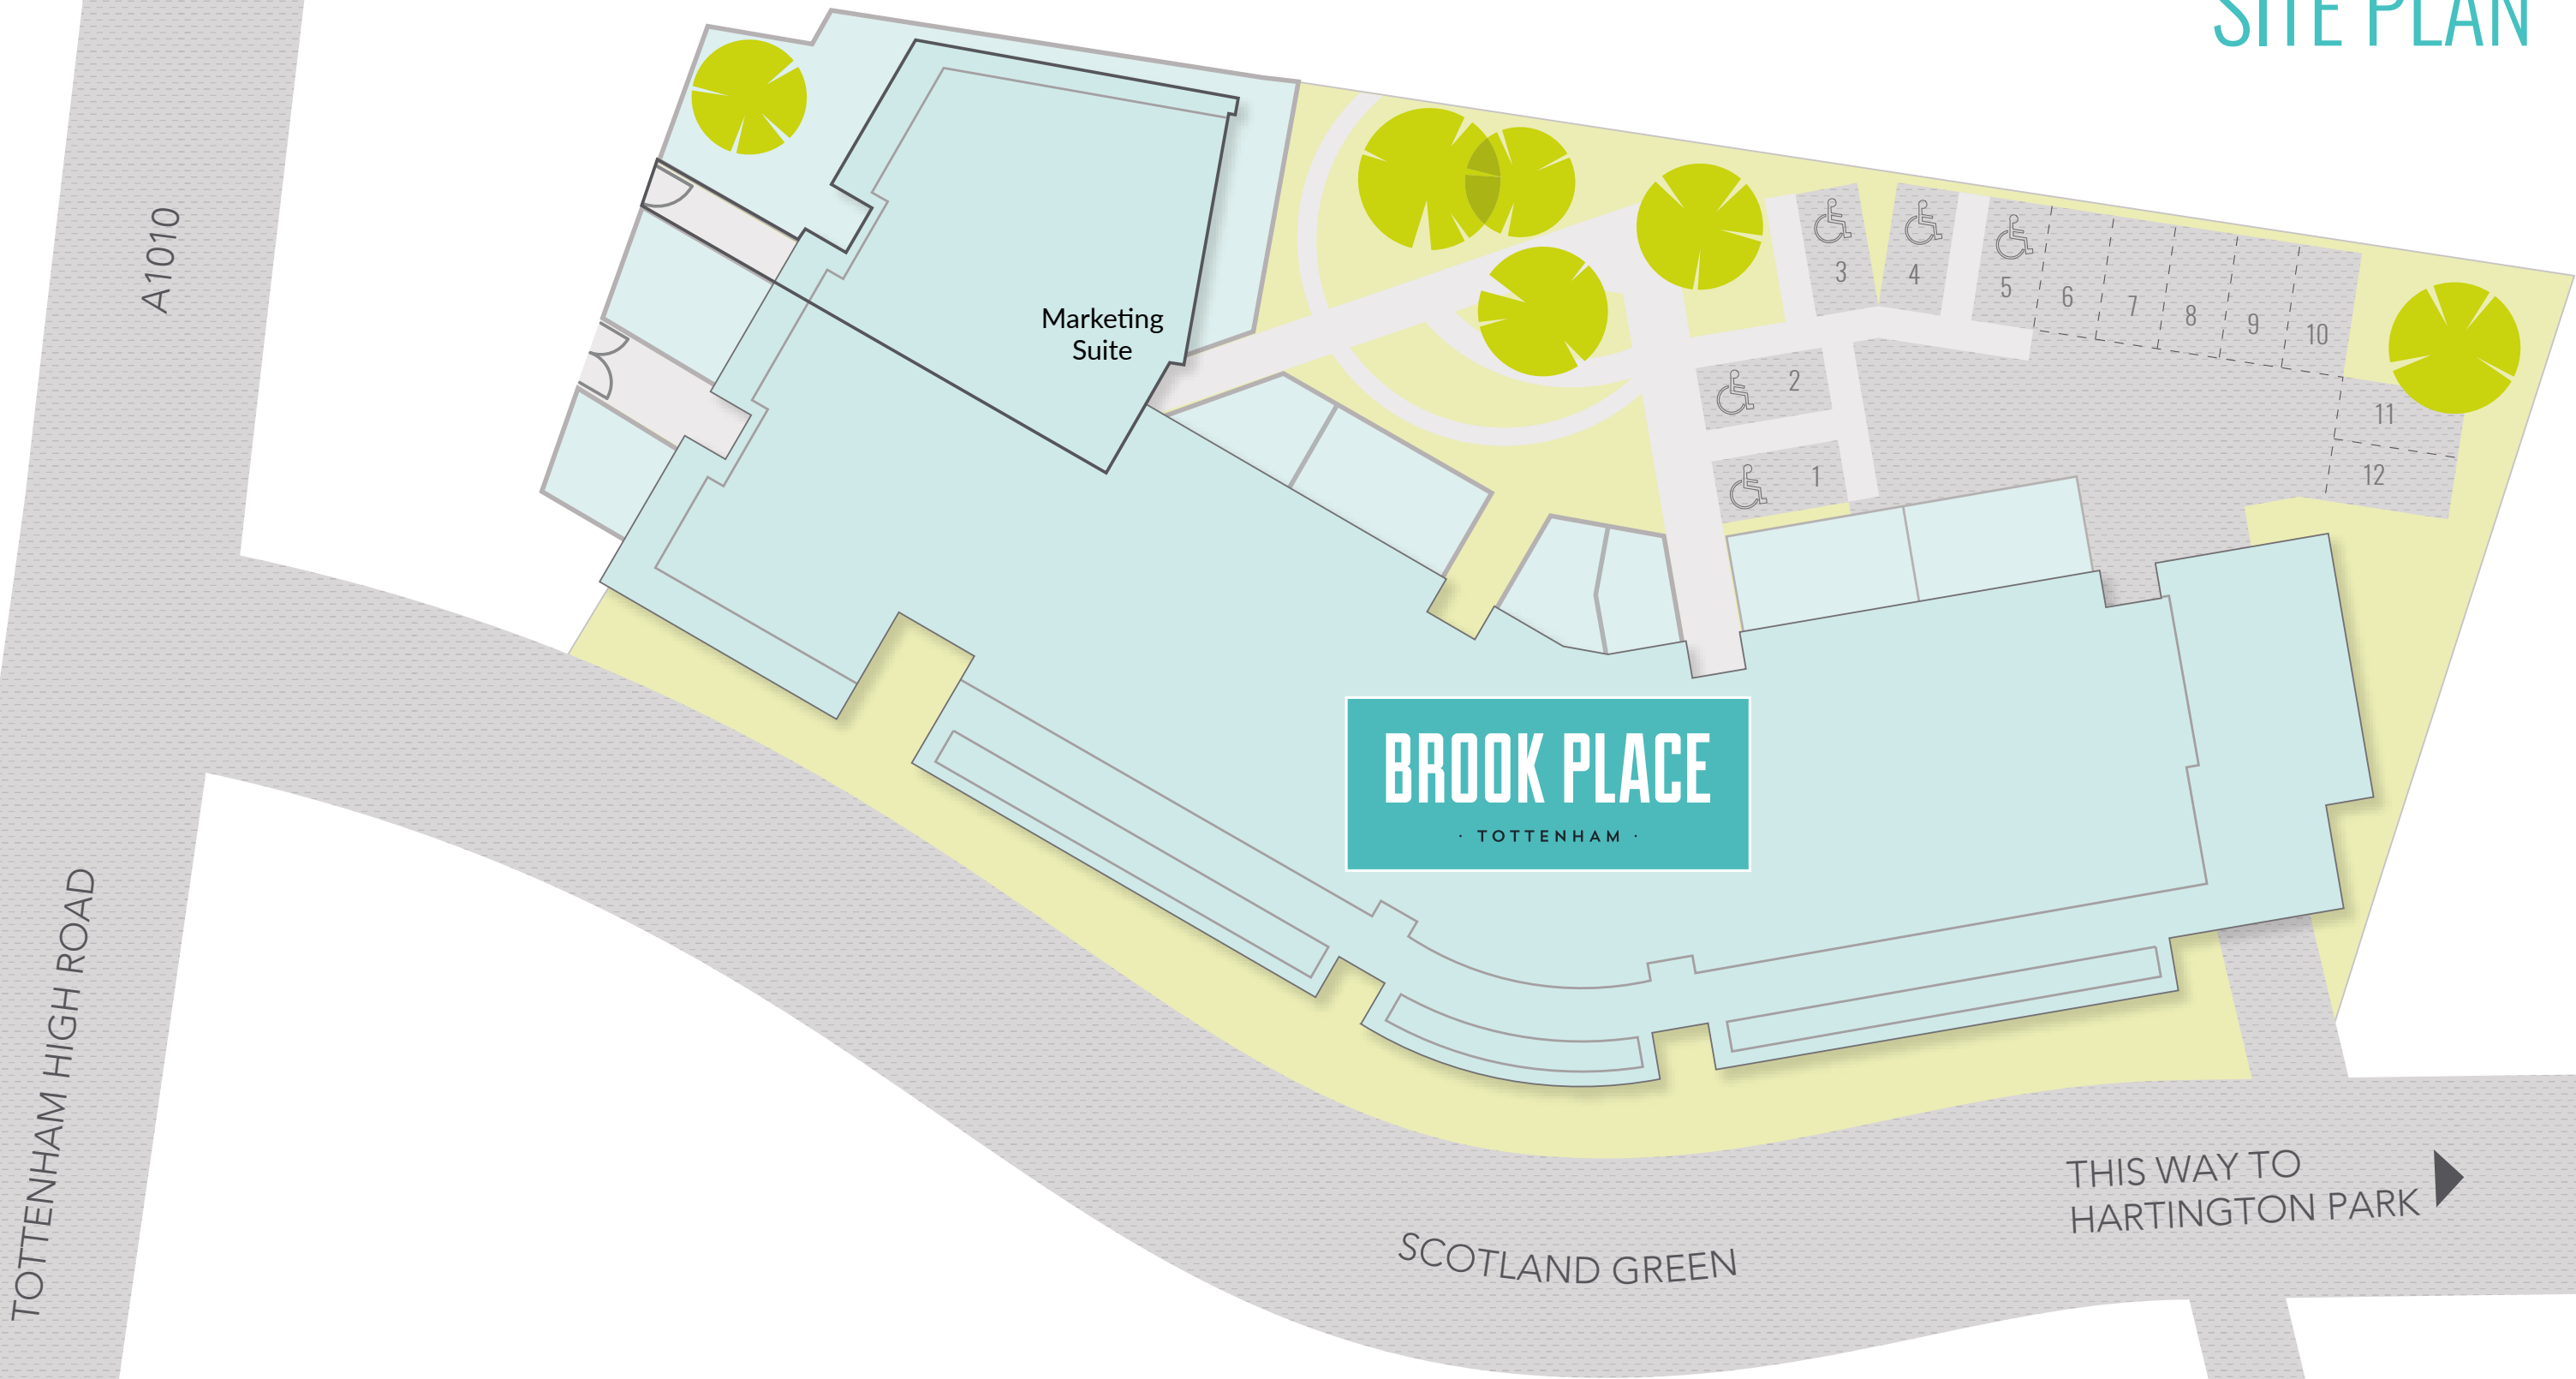 SITE PLAN
A1010
Marketing
Suite
3
4
5
6
7
8
9
10
2
11
1
12
BROOK PLACE
· TOTTENHAM ·
TOTTENHAM HIGH ROAD
THIS WAY TO
HARTINGTON PARK
SCOTLAND GREEN